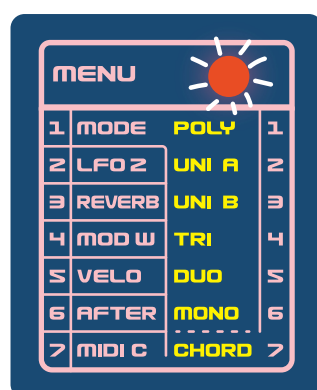 MENU
1 MODE POLY 1
2 LFO 2 UNI A 2
3 REVERB UNI B 3
4 MOD W TRI 4
5 VELO DUO 5
6 AFTER MONO 6
7 MIDI C CHORD 7